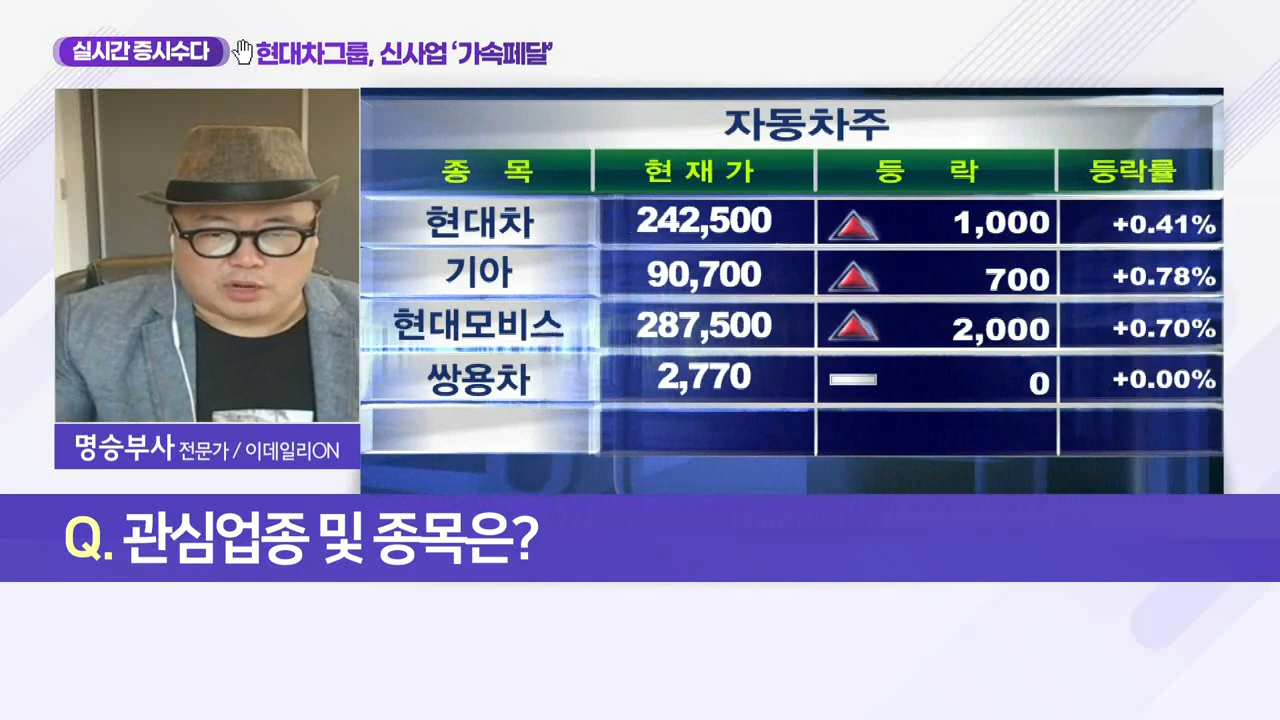 실시간 증시수다 현대차그룹, 신사업 ‘가속페달’
자동차주
종 목 현 재 가 등 락 등락률
현대차 242,500 1,000 +0.41%
기아 90,700 700 +0.78%
현대모비스 287,500 2,000 +0.70%
쌍용차 2,770 0 +0.00%
명승부사 전문가 / 이데일리ON
Q. 관심업종 및 종목은?